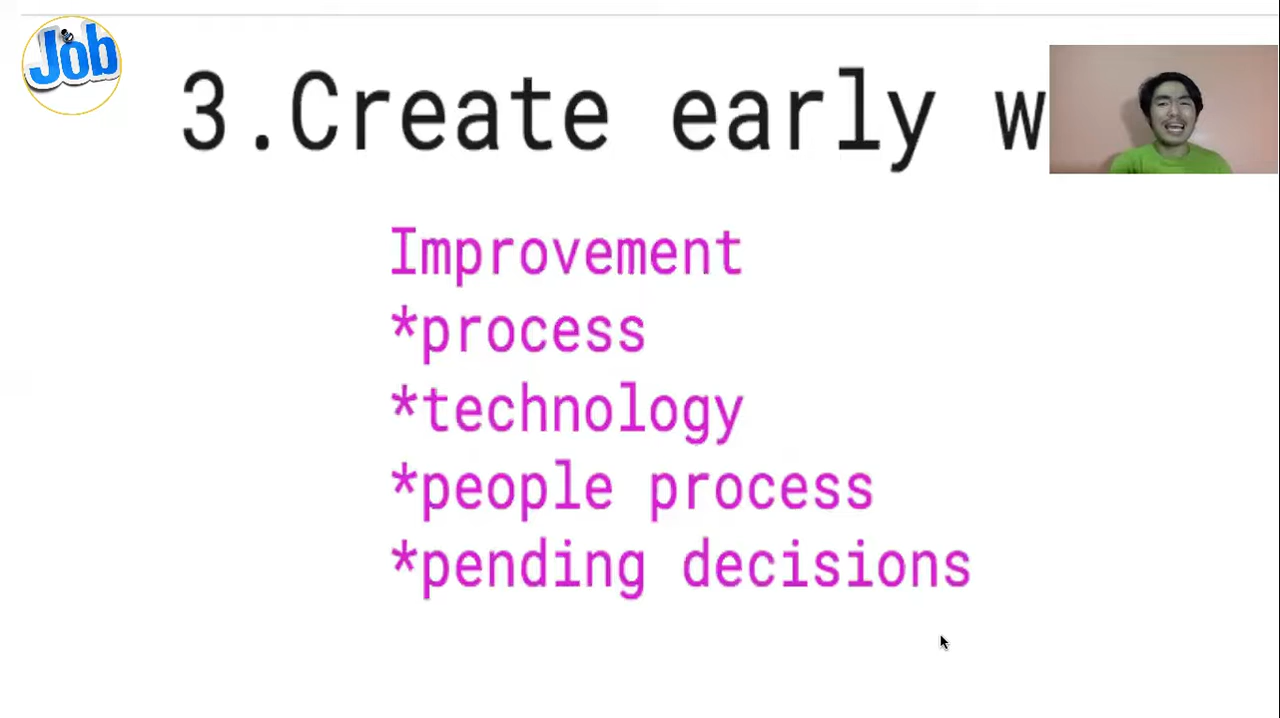 Job
3.Create early w
Improvement
*process
*technology
*people process
*pending decisions